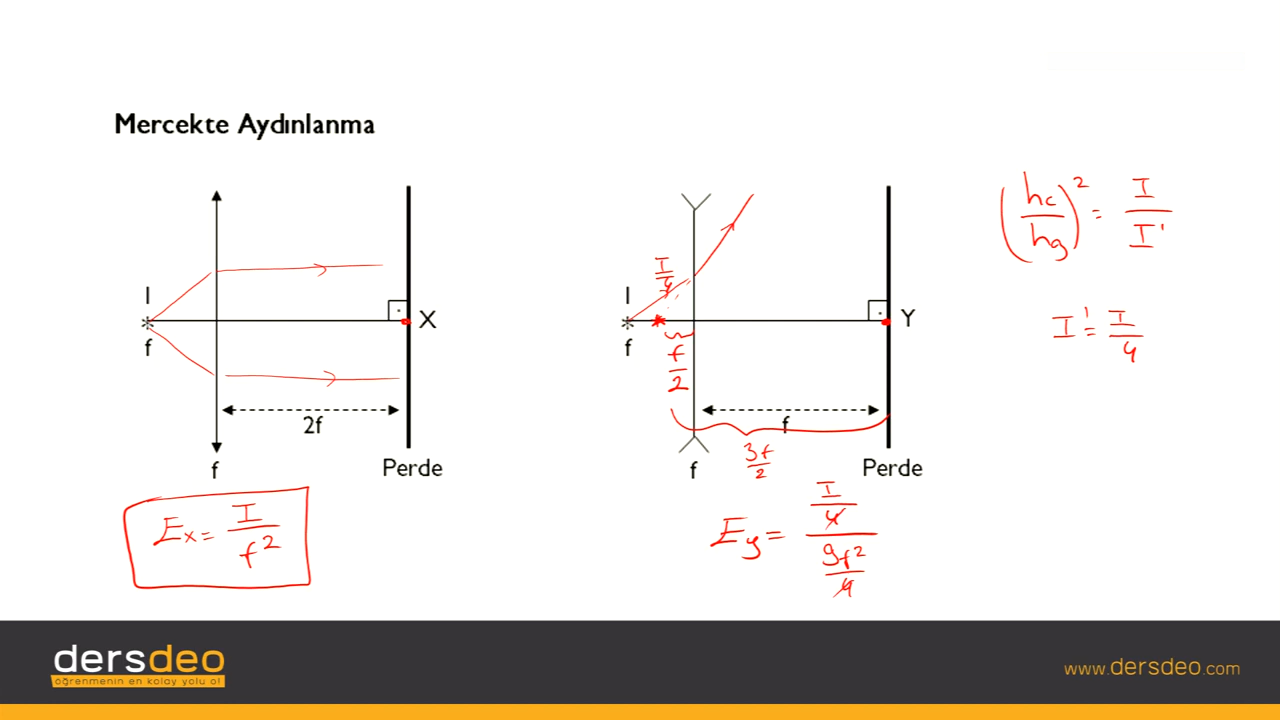 Mercekte Aydınlanma
I
f
X
2f
f
Perde
Ex = I / f²
I
f
I/4
f/2
Y
f
3f/2
f
Perde
Ey = (I/4) / (9f²/4)
(hc/hg)² = I/I'
I' = I/4
dersdeo
öğrenmenin en kolay yolu
www.dersdeo.com